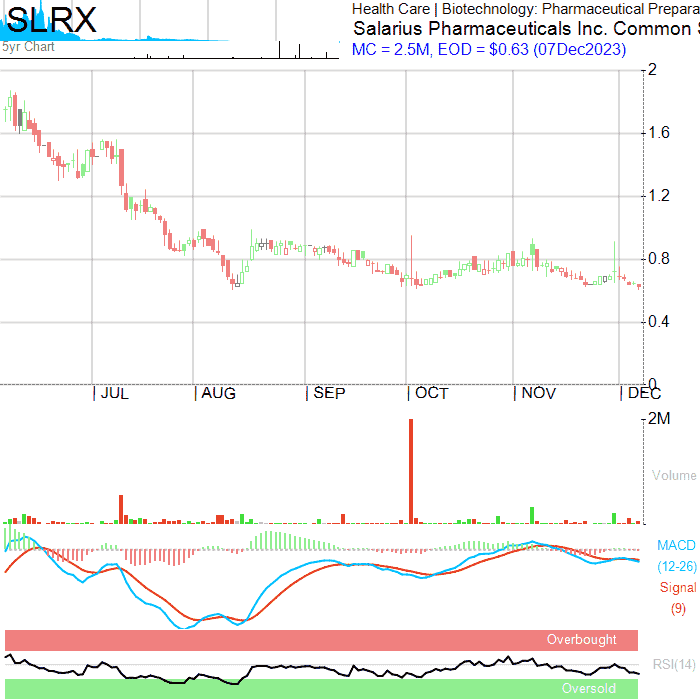 SLRX
5yr Chart
Health Care | Biotechnology: Pharmaceutical Prepara
Salarius Pharmaceuticals Inc. Common S
MC = 2.5M, EOD = $0.63 (07Dec2023)
2
1.6
1.2
0.8
0.4
0
JUL AUG SEP OCT NOV DEC
2M
Volume
MACD
(12-26)
Signal
(9)
Overbought
RSI(14)
Oversold